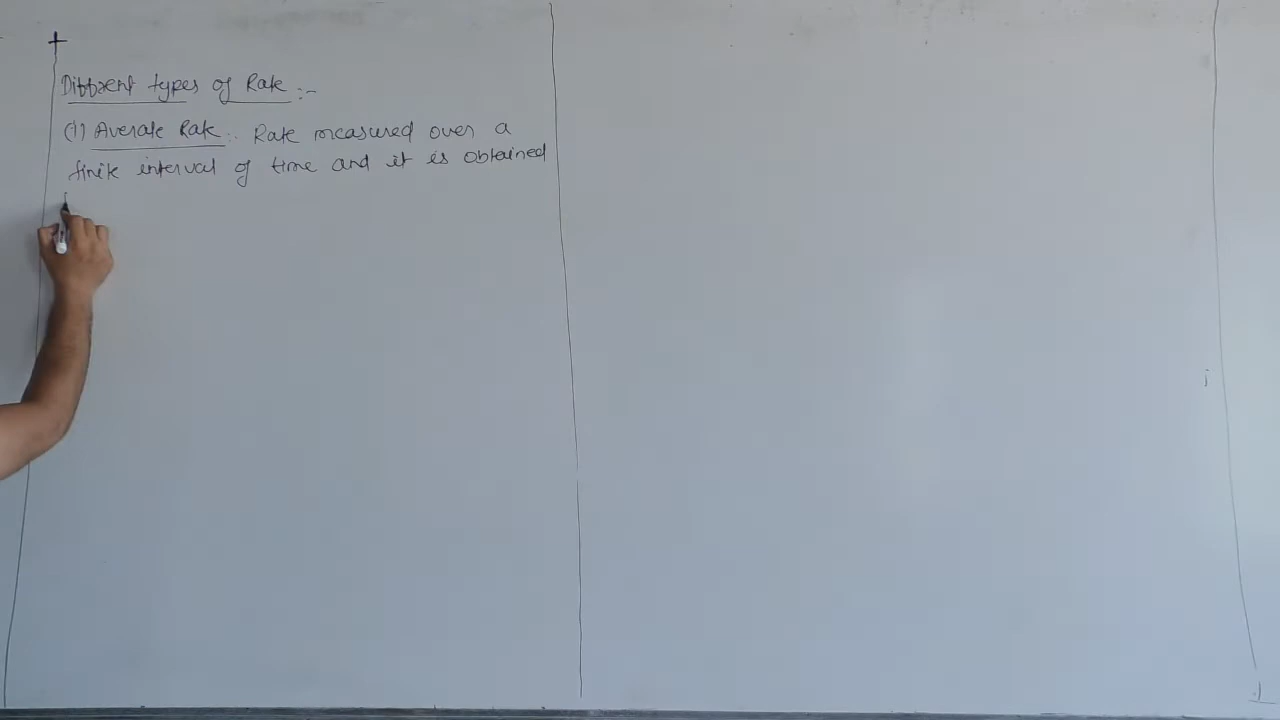 Different types of Rate :-
(1) Average Rate :. Rate measured over a
finite interval of time and it is obtained